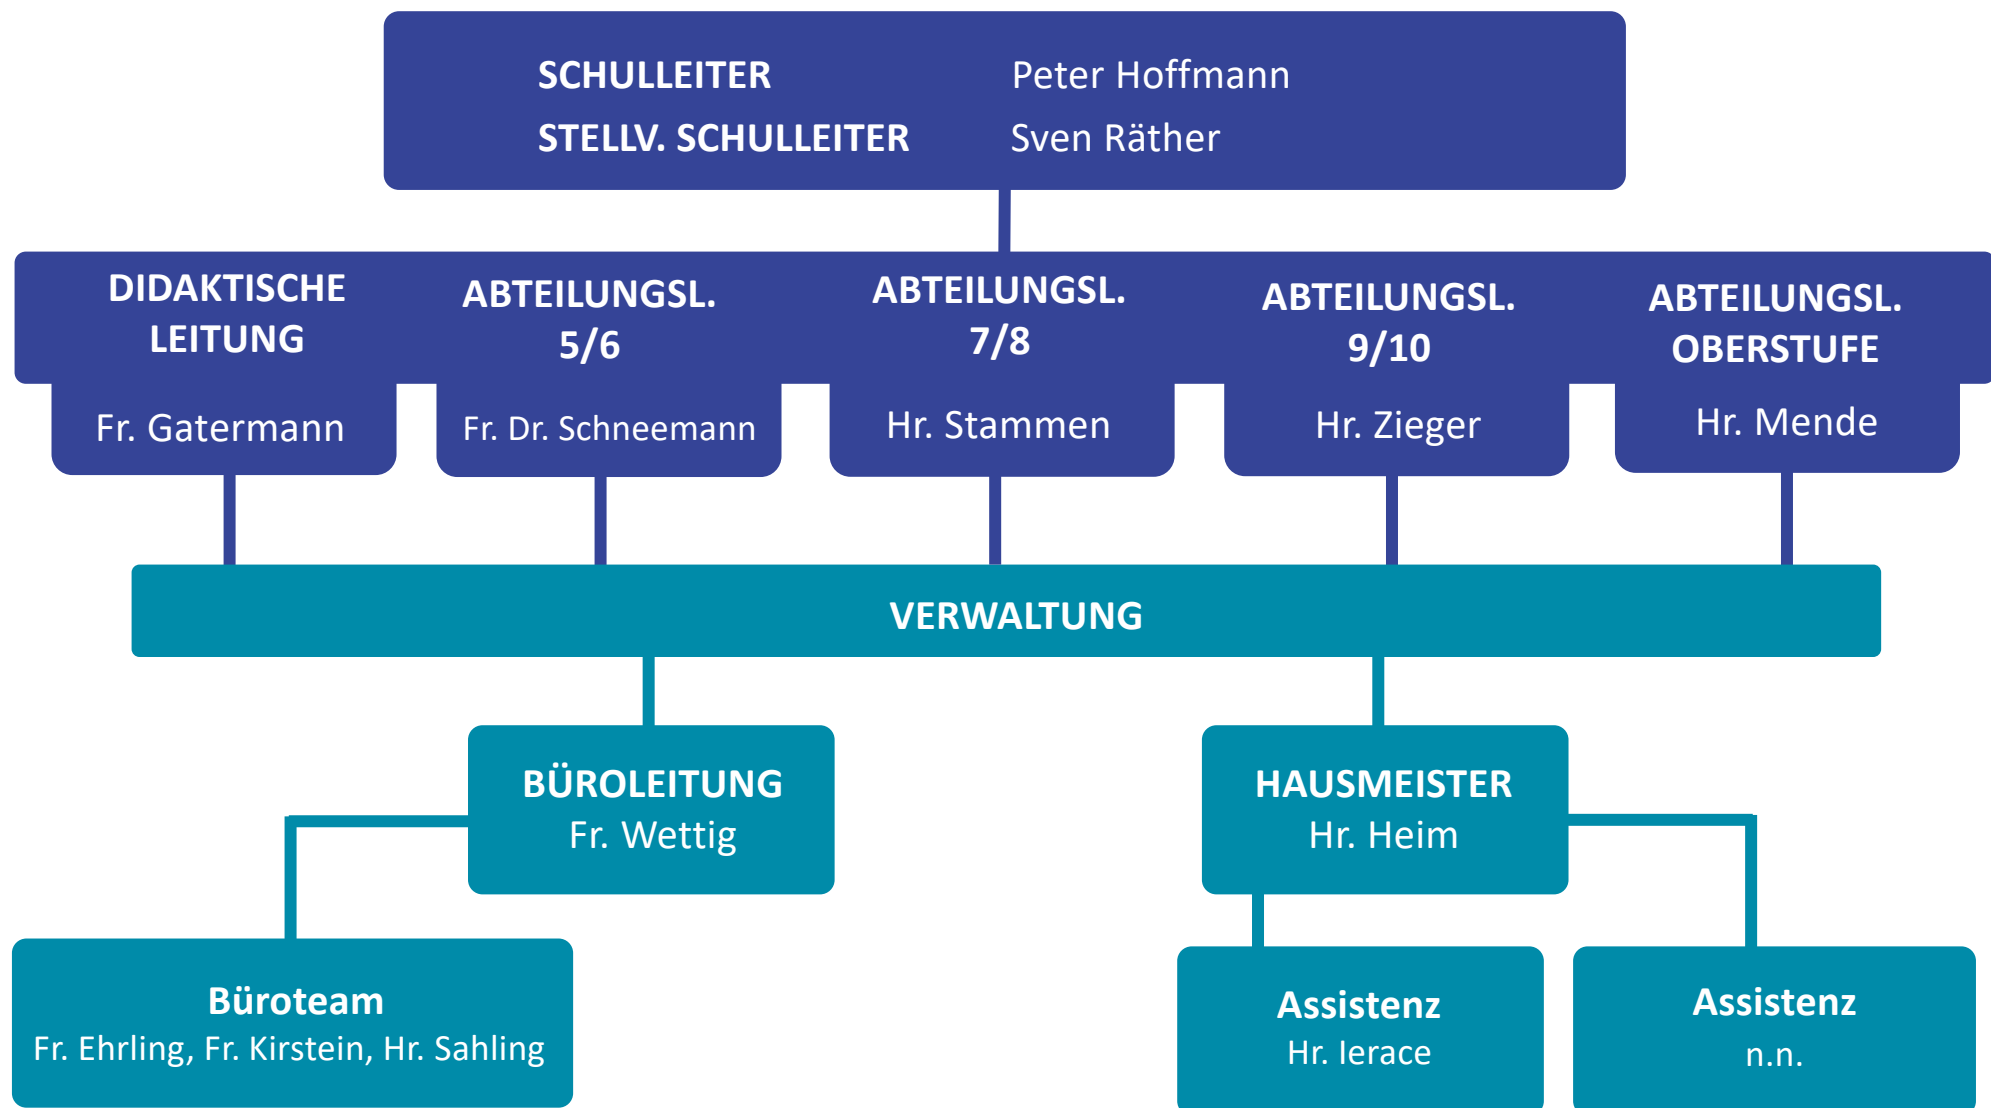 SCHULLEITER Peter Hoffmann
STELLV. SCHULLEITER Sven Räther
DIDAKTISCHE
LEITUNG
Fr. Gatermann
ABTEILUNGSL.
5/6
Fr. Dr. Schneemann
ABTEILUNGSL.
7/8
Hr. Stammen
ABTEILUNGSL.
9/10
Hr. Zieger
ABTEILUNGSL.
OBERSTUFE
Hr. Mende
VERWALTUNG
BÜROLEITUNG
Fr. Wettig
HAUSMEISTER
Hr. Heim
Büroteam
Fr. Ehrling, Fr. Kirstein, Hr. Sahling
Assistenz
Hr. Ierace
Assistenz
n.n.